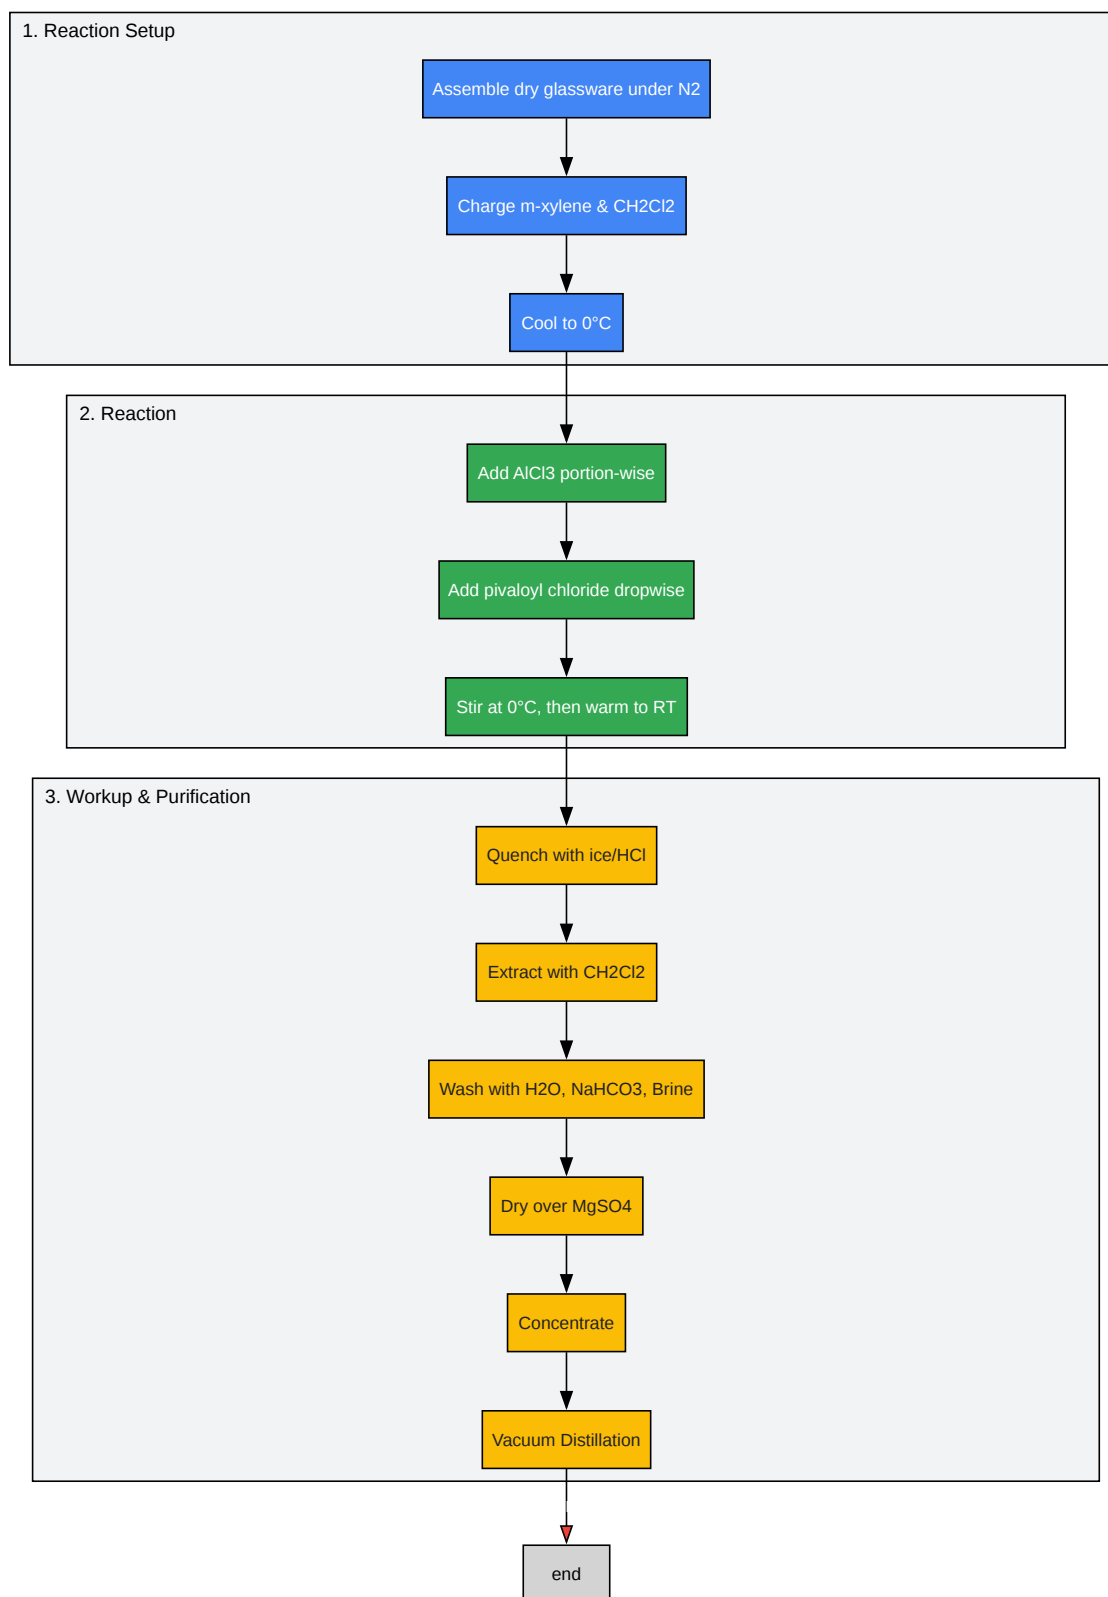 1. Reaction Setup
Assemble dry glassware under N2
Charge m-xylene & CH2Cl2
Cool to 0°C
2. Reaction
Add AlCl3 portion-wise
Add pivaloyl chloride dropwise
Stir at 0°C, then warm to RT
3. Workup & Purification
Quench with ice/HCl
Extract with CH2Cl2
Wash with H2O, NaHCO3, Brine
Dry over MgSO4
Concentrate
Vacuum Distillation
end